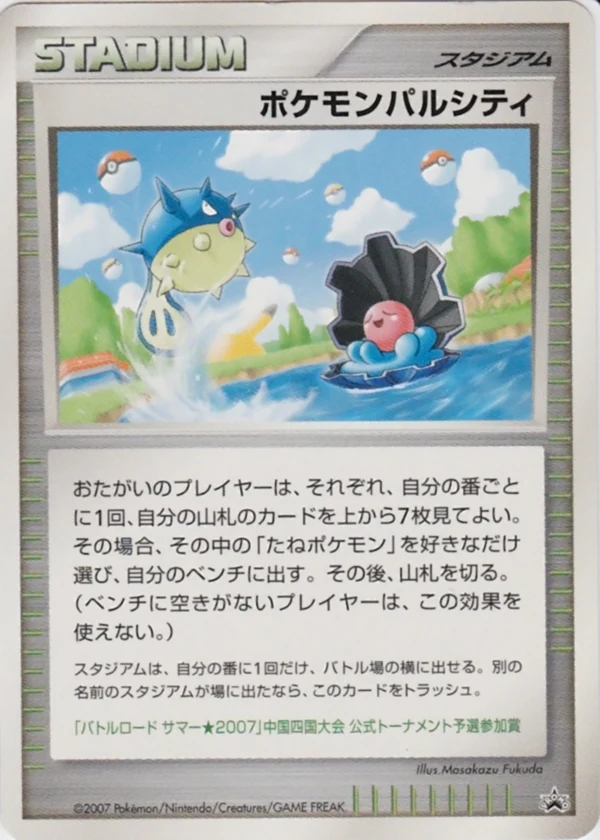 STADIUM
スタジアム
ポケモンパルシティ
おたがいのプレイヤーは、それぞれ、自分の番ごと
に1回、自分の山札のカードを上から7枚見てよい。
その場合、その中の「たねポケモン」を好きなだけ
選び、自分のベンチに出す。その後、山札を切る。
（ベンチに空きがないプレイヤーは、この効果を
使えない。）
スタジアムは、自分の番に1回だけ、バトル場の横に出せる。別の
名前のスタジアムが場に出たなら、このカードをトラッシュ。
「バトルロード サマー★2007」中国四国大会 公式トーナメント予選参加賞
Illus.Masakazu Fukuda
©2007 Pokémon/Nintendo/Creatures/GAME FREAK